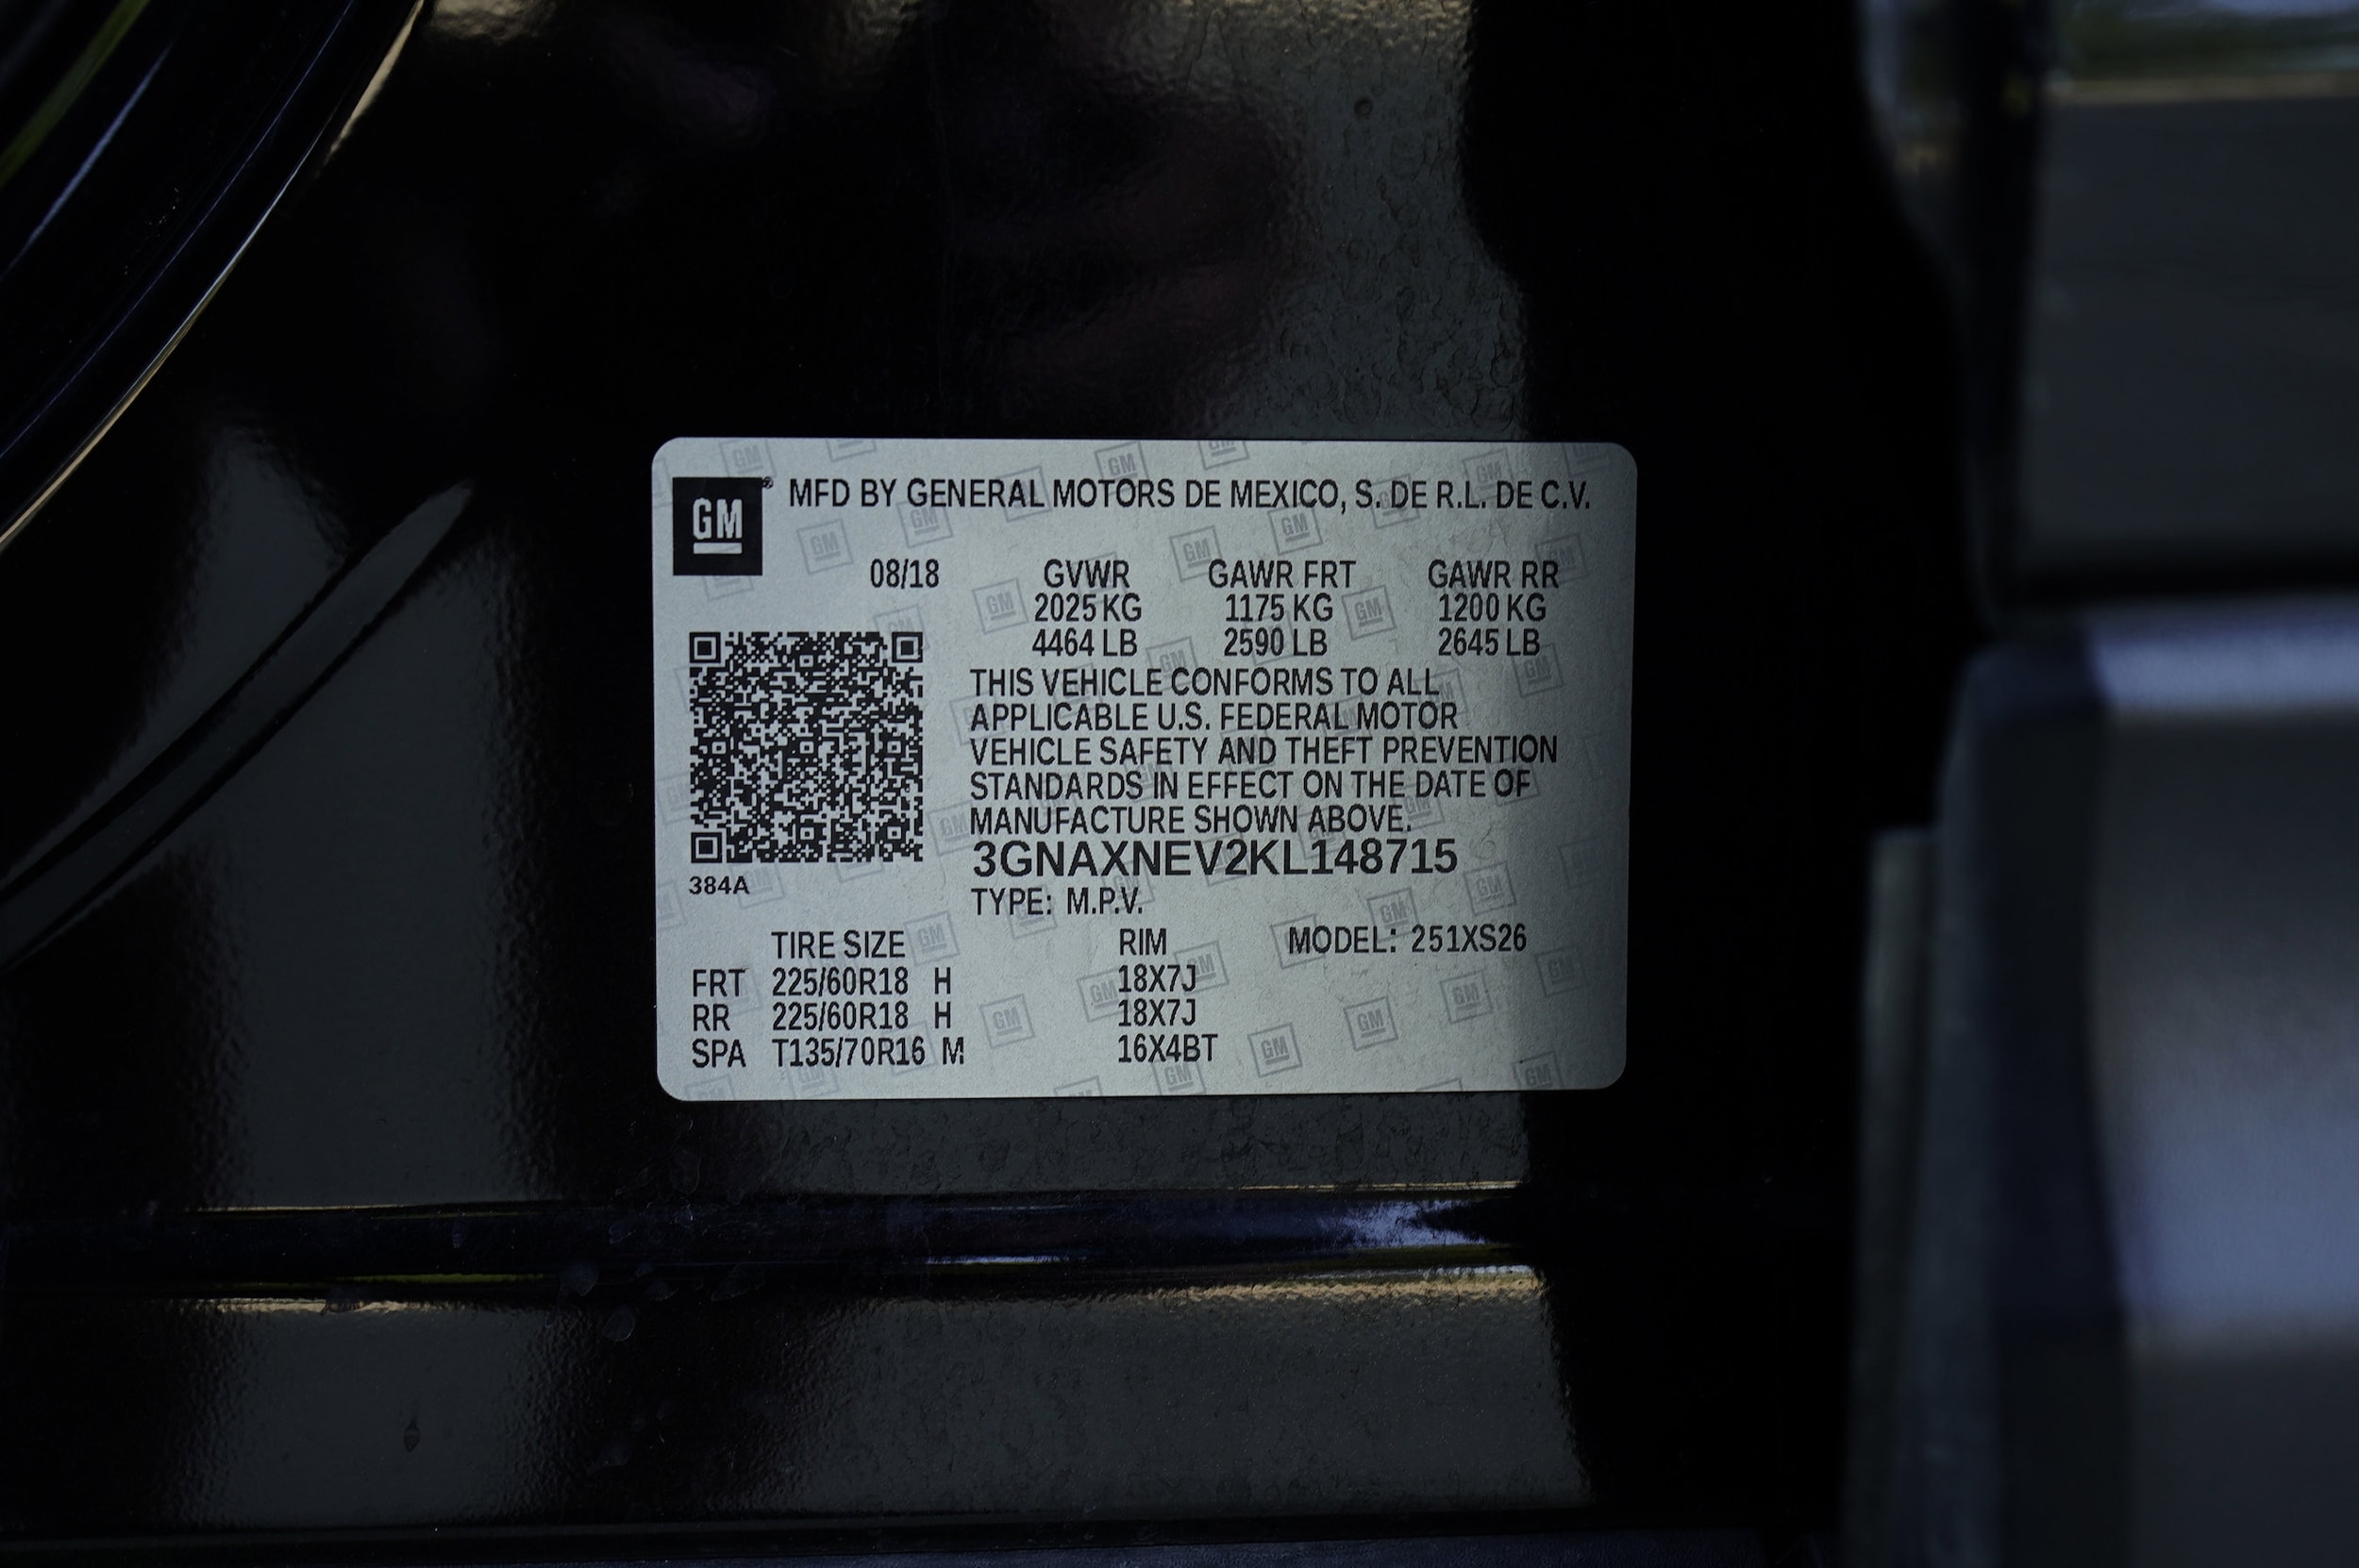 GM® MFD BY GENERAL MOTORS DE MEXICO, S. DE R.L. DE C.V.
08/18 GVWR GAWR FRT GAWR RR
2025 KG 1175 KG 1200 KG
4464 LB 2590 LB 2645 LB
THIS VEHICLE CONFORMS TO ALL
APPLICABLE U.S. FEDERAL MOTOR
VEHICLE SAFETY AND THEFT PREVENTION
STANDARDS IN EFFECT ON THE DATE OF
MANUFACTURE SHOWN ABOVE.
3GNAXNEV2KL148715
384A
TYPE: M.P.V.
TIRE SIZE RIM MODEL: 251XS26
FRT 225/60R18 H 18X7J
RR 225/60R18 H 18X7J
SPA T135/70R16 M 16X4BT